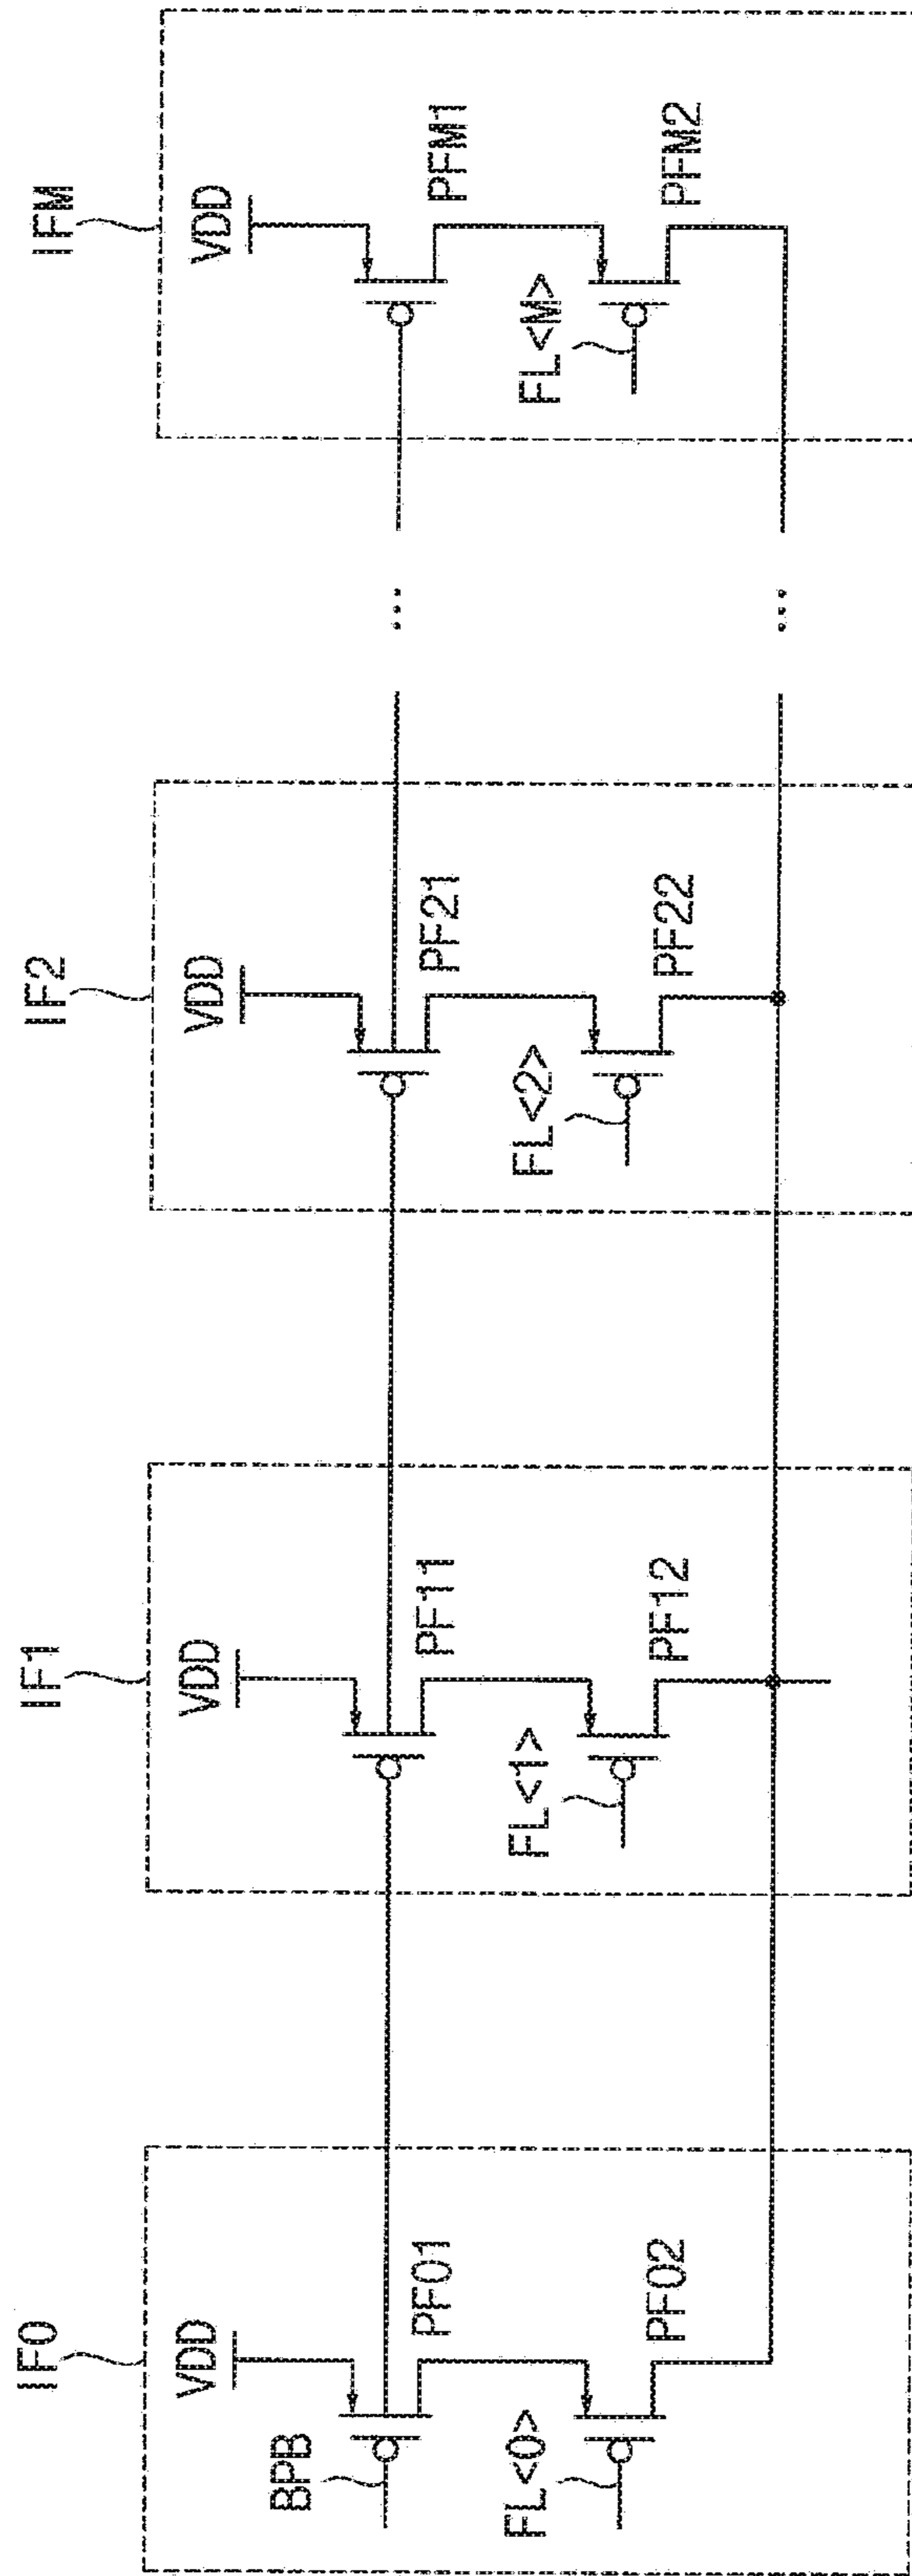 IF0
VDD
BPB
PF01
FL<0>
PF02
IF1
VDD
PF11
FL<1>
PF12
IF2
VDD
PF21
FL<2>
PF22
...
...
IFM
VDD
PFM1
FL<M>
PFM2